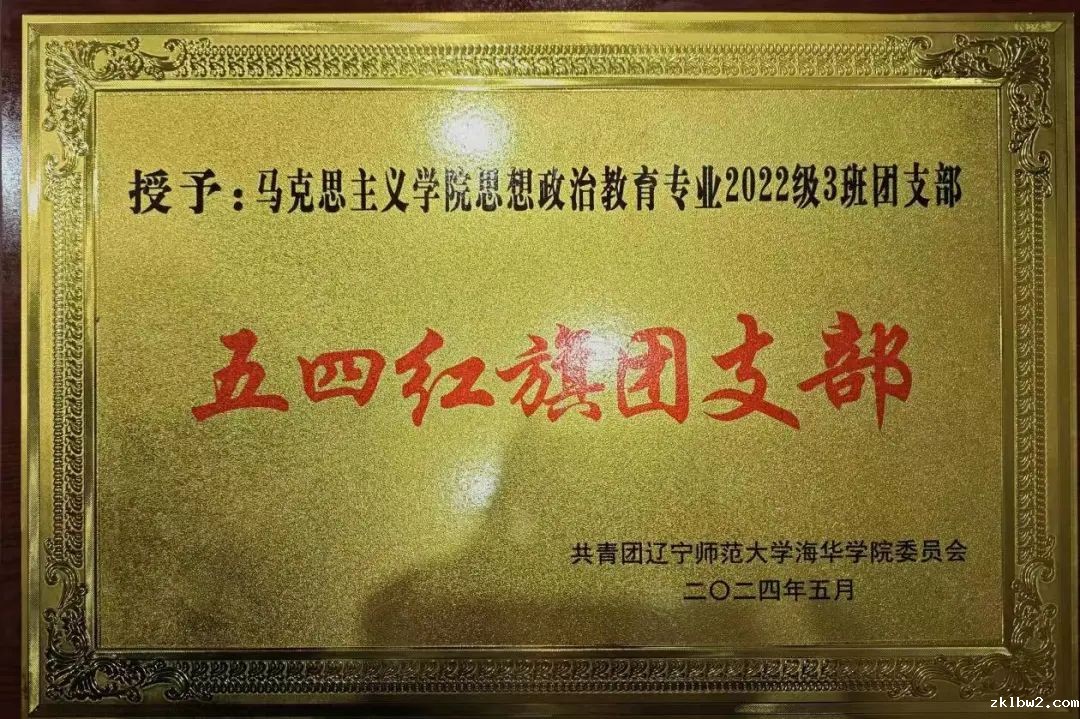 授予：马克思主义学院思想政治教育专业2022级3班团支部
五四红旗团支部
共青团辽宁师范大学海华学院委员会
二〇二四年五月
zklbw2.com